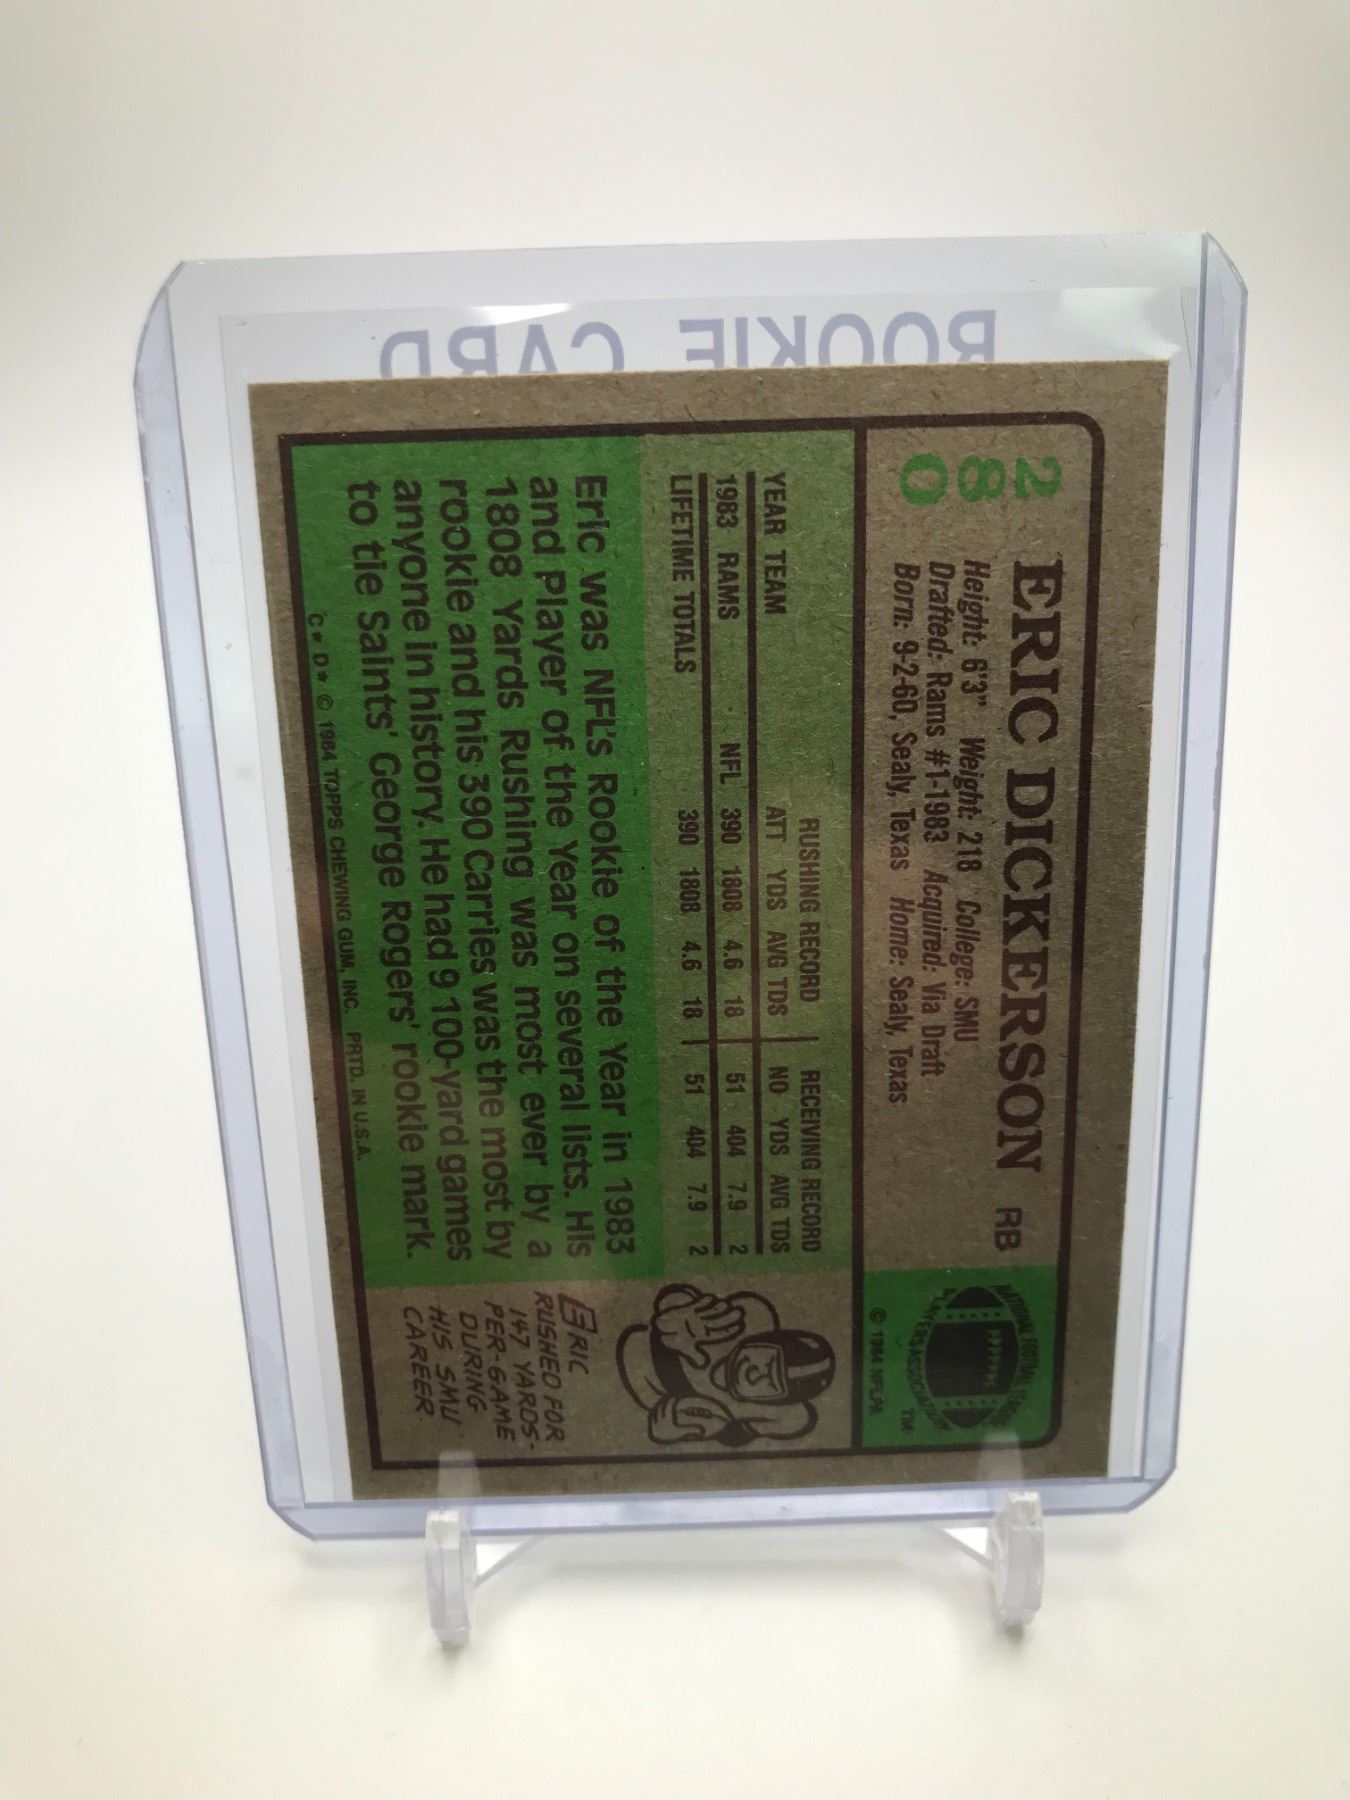 ROOKIE CARD
280
ERIC DICKERSON RB
Height: 6'3" Weight: 218 College: SMU
Drafted: Rams #1-1983 Acquired: Via Draft
Born: 9-2-60, Sealy, Texas Home: Sealy, Texas
NATIONAL FOOTBALL LEAGUE
PLAYERS ASSOCIATION
TM
© 1984 NFLPA
RUSHING RECORD RECEIVING RECORD
YEAR TEAM ATT YDS AVG TDS NO YDS AVG TDS
1983 RAMS NFL 390 1808 4.6 18 51 404 7.9 2
LIFETIME TOTALS 390 1808 4.6 18 51 404 7.9 2
Eric was NFL's Rookie of the Year in 1983
and Player of the Year on several lists. His
1808 Yards Rushing was most ever by a
rookie and his 390 Carries was the most by
anyone in history. He had 9 100-yard games
to tie Saints' George Rogers' rookie mark.
ERIC
RUSHED FOR
147 YARDS-
PER-GAME
DURING
HIS SMU
CAREER.
C* D* © 1984 TOPPS CHEWING GUM, INC. PRTD. IN U.S.A.